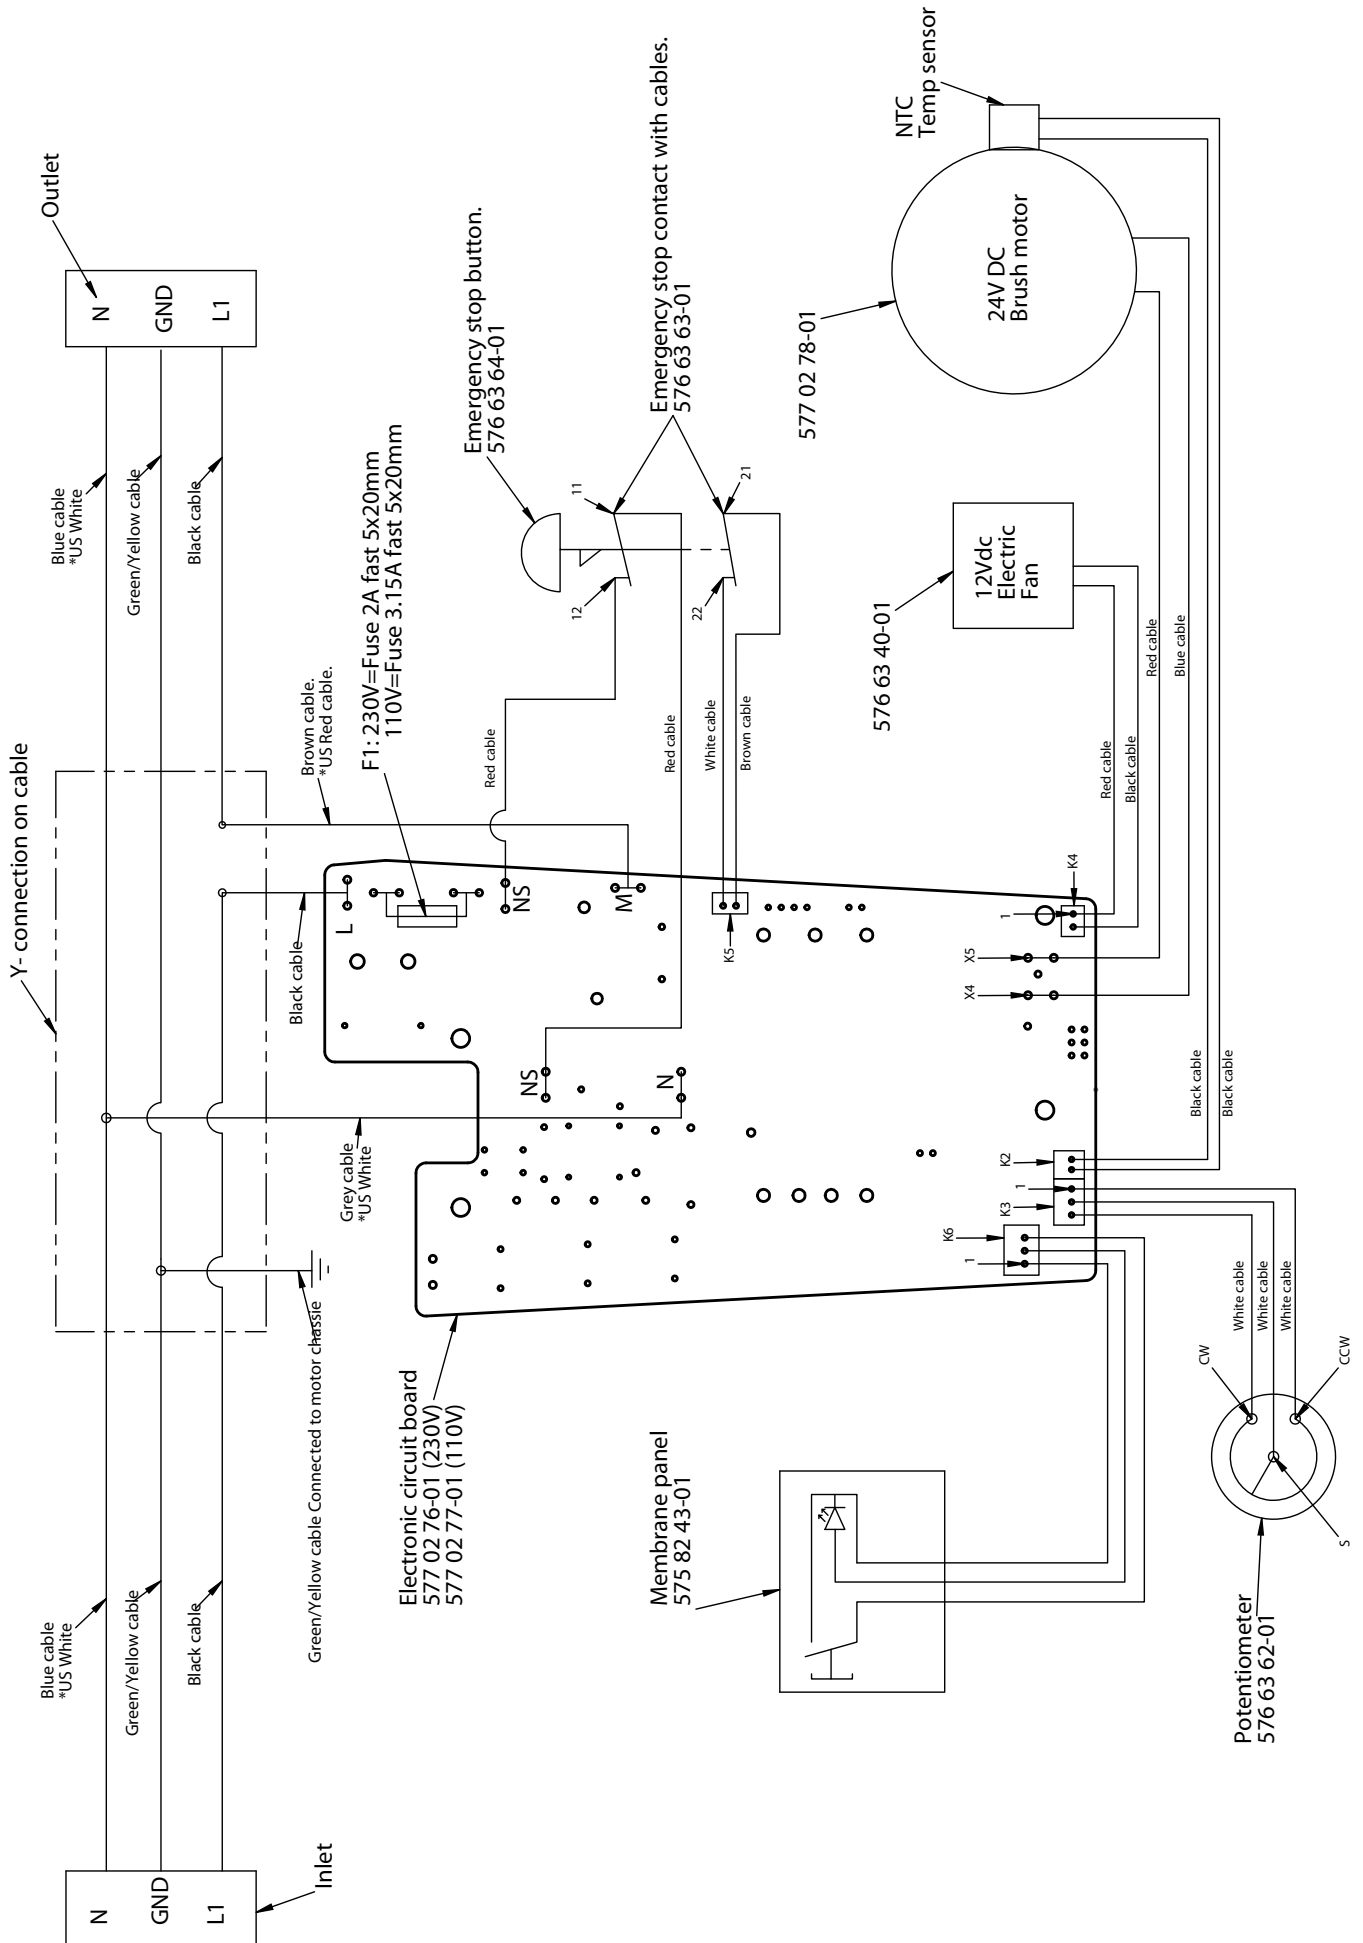 Y- connection on cable
Inlet
N
GND
L1
Blue cable
*US White
Green/Yellow cable
Black cable
Green/Yellow cable Connected to motor chassie
Grey cable
*US White
Black cable
Brown cable.
*US Red cable.
Blue cable
*US White
Green/Yellow cable
Black cable
Outlet
N
GND
L1
F1: 230V=Fuse 2A fast 5x20mm
110V=Fuse 3.15A fast 5x20mm
Emergency stop button.
576 63 64-01
Emergency stop contact with cables.
576 63 63-01
11
12
21
22
Red cable
Red cable
White cable
Brown cable
L
NS
M
NS
N
K5
Electronic circuit board
577 02 76-01 (230V)
577 02 77-01 (110V)
Membrane panel
575 82 43-01
1
K6
K3
1
K2
X4
X5
1
K4
576 63 40-01
12Vdc
Electric
Fan
577 02 78-01
24V DC
Brush motor
NTC
Temp sensor
Red cable
Black cable
Red cable
Blue cable
Black cable
Black cable
White cable
White cable
White cable
CW
CCW
S
Potentiometer
576 63 62-01